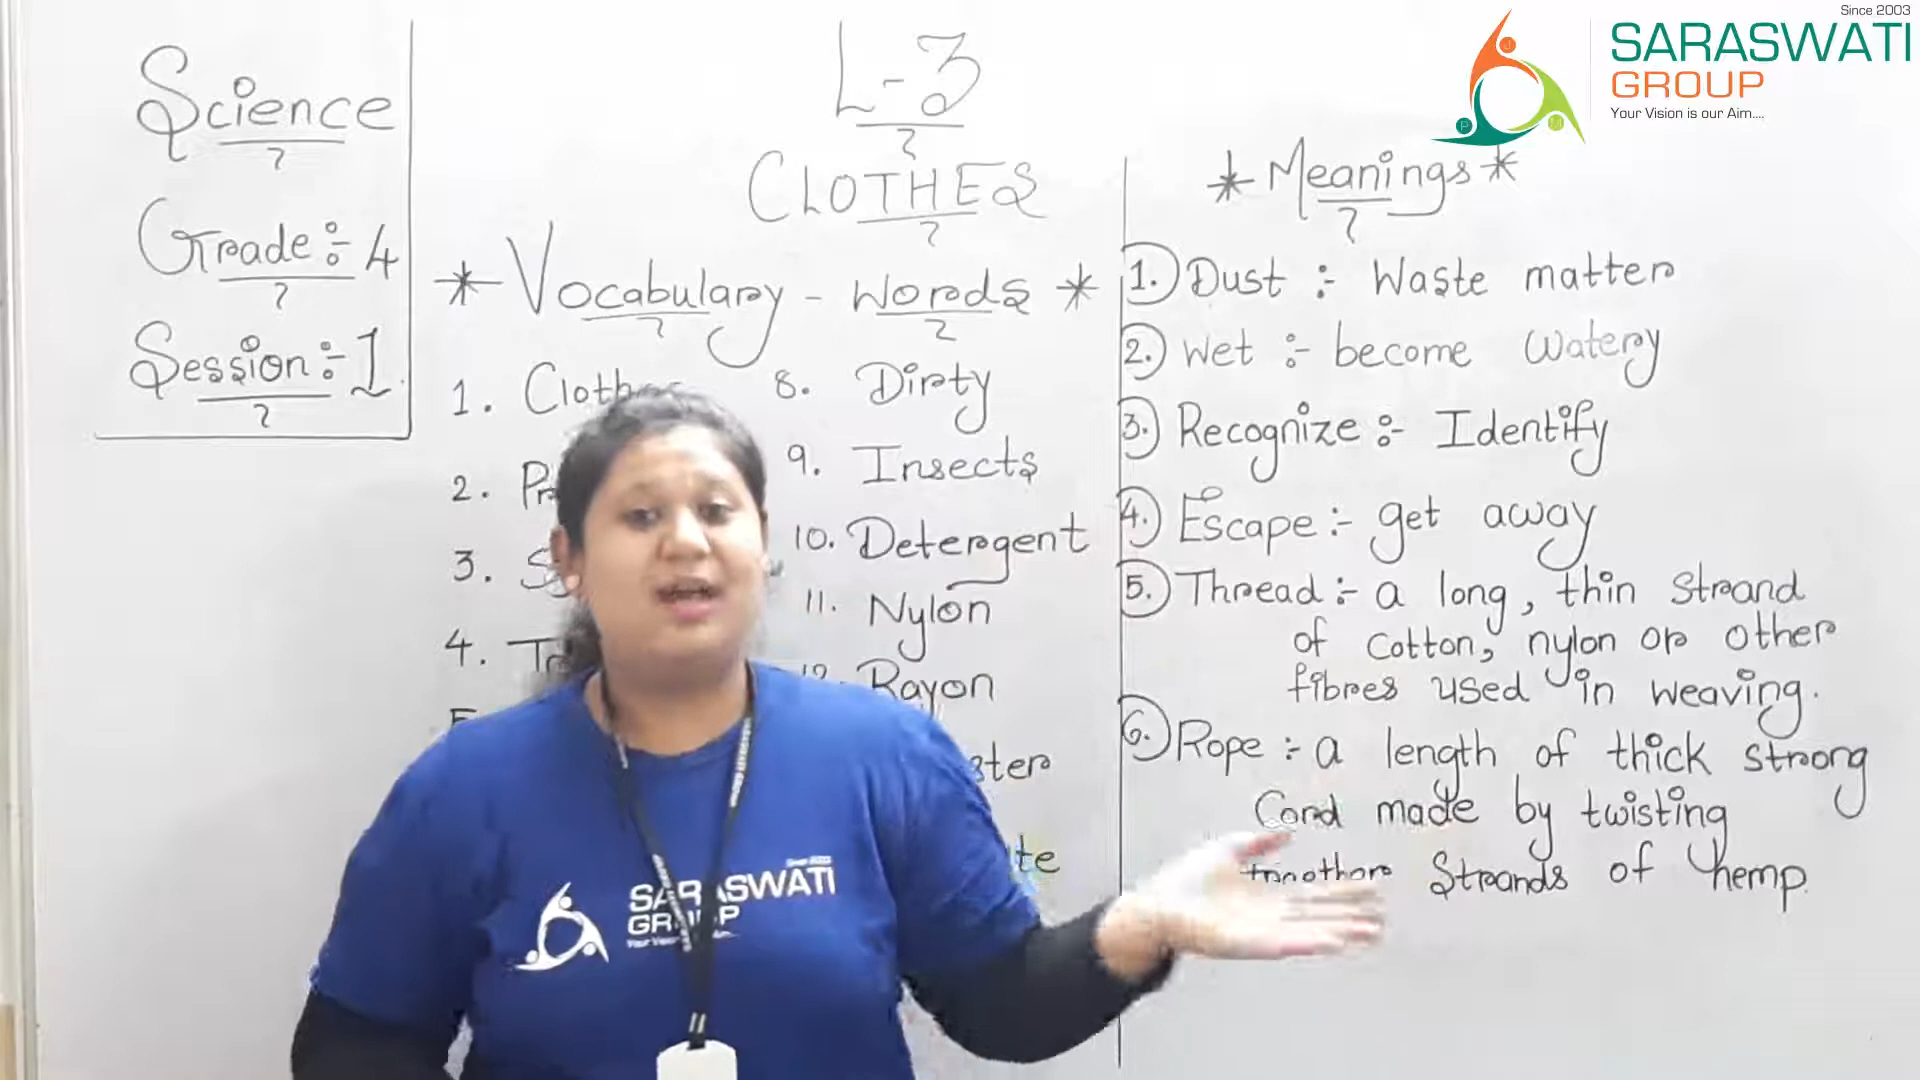 Since 2003
SARASWATI
GROUP
Your Vision is our Aim....
Science
Grade :- 4
Session :- 1
L-3
CLOTHES
* Vocabulary - Words *
1.
2.
3.
4.
8. Dirty
9. Insects
10. Detergent
11. Nylon
12. Rayon
* Meanings *
1. Dust :- Waste matter
2. Wet :- become watery
3. Recognize :- Identify
4. Escape :- get away
5. Thread :- a long, thin strand
of cotton, nylon or other
fibres used in weaving.
6. Rope :- a length of thick strong
Cord made by twisting
Strands of hemp.
SARASWATI